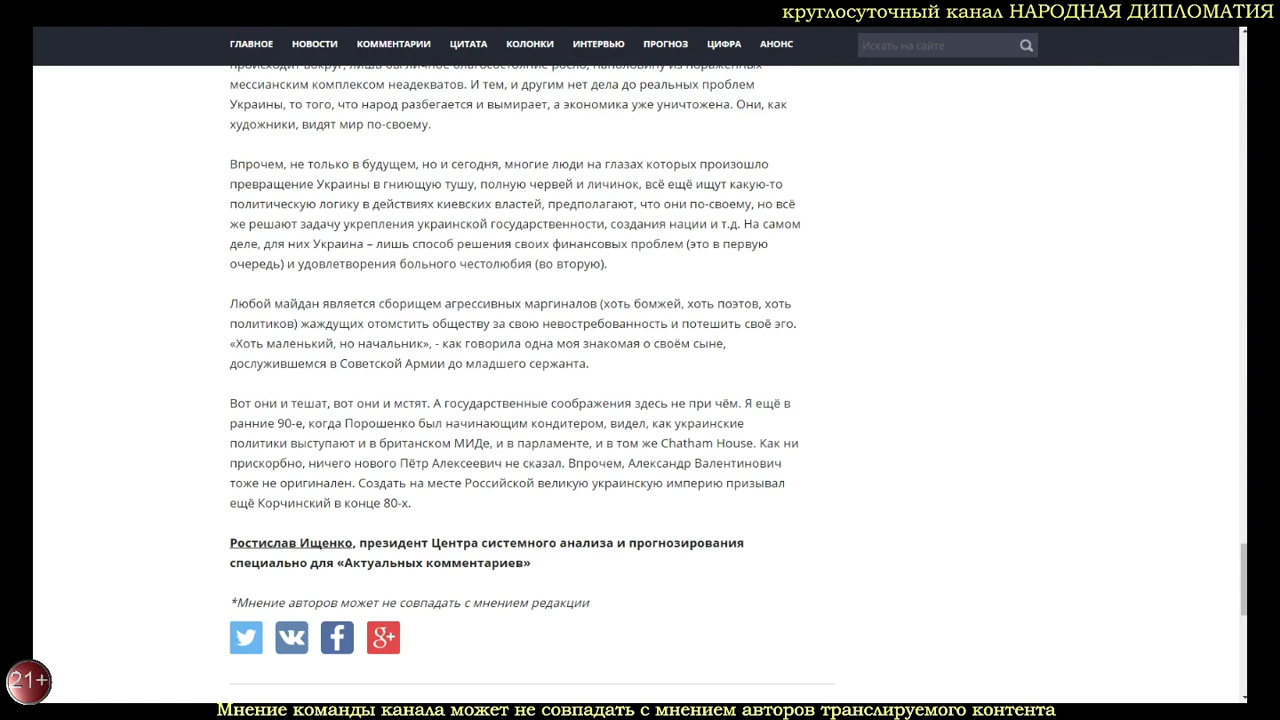 круглосуточный канал НАРОДНАЯ ДИПЛОМАТИЯ
ГЛАВНОЕ НОВОСТИ КОММЕНТАРИИ ЦИТАТА КОЛОНКИ ИНТЕРВЬЮ ПРОГНОЗ ЦИФРА АНОНС Искать на сайте
происходит вокруг, лишь бы личное благосостояние росло, наполовину из поражённых
мессианским комплексом неадекватов. И тем, и другим нет дела до реальных проблем
Украины, то того, что народ разбегается и вымирает, а экономика уже уничтожена. Они, как
художники, видят мир по-своему.
Впрочем, не только в будущем, но и сегодня, многие люди на глазах которых произошло
превращение Украины в гниющую тушу, полную червей и личинок, всё ещё ищут какую-то
политическую логику в действиях киевских властей, предполагают, что они по-своему, но всё
же решают задачу укрепления украинской государственности, создания нации и т.д. На самом
деле, для них Украина – лишь способ решения своих финансовых проблем (это в первую
очередь) и удовлетворения больного честолюбия (во вторую).
Любой майдан является сборищем агрессивных маргиналов (хоть бомжей, хоть поэтов, хоть
политиков) жаждущих отомстить обществу за свою невостребованность и потешить своё эго.
«Хоть маленький, но начальник», - как говорила одна моя знакомая о своём сыне,
дослужившемся в Советской Армии до младшего сержанта.
Вот они и тешат, вот они и мстят. А государственные соображения здесь не при чём. Я ещё в
ранние 90-е, когда Порошенко был начинающим кондитером, видел, как украинские
политики выступают и в британском МИДе, и в парламенте, и в том же Chatham House. Как ни
прискорбно, ничего нового Пётр Алексеевич не сказал. Впрочем, Александр Валентинович
тоже не оригинален. Создать на месте Российской великую украинскую империю призывал
ещё Корчинский в конце 80-х.
Ростислав Ищенко, президент Центра системного анализа и прогнозирования
специально для «Актуальных комментариев»
*Мнение авторов может не совпадать с мнением редакции
21+
Мнение команды канала может не совпадать с мнением авторов транслируемого контента